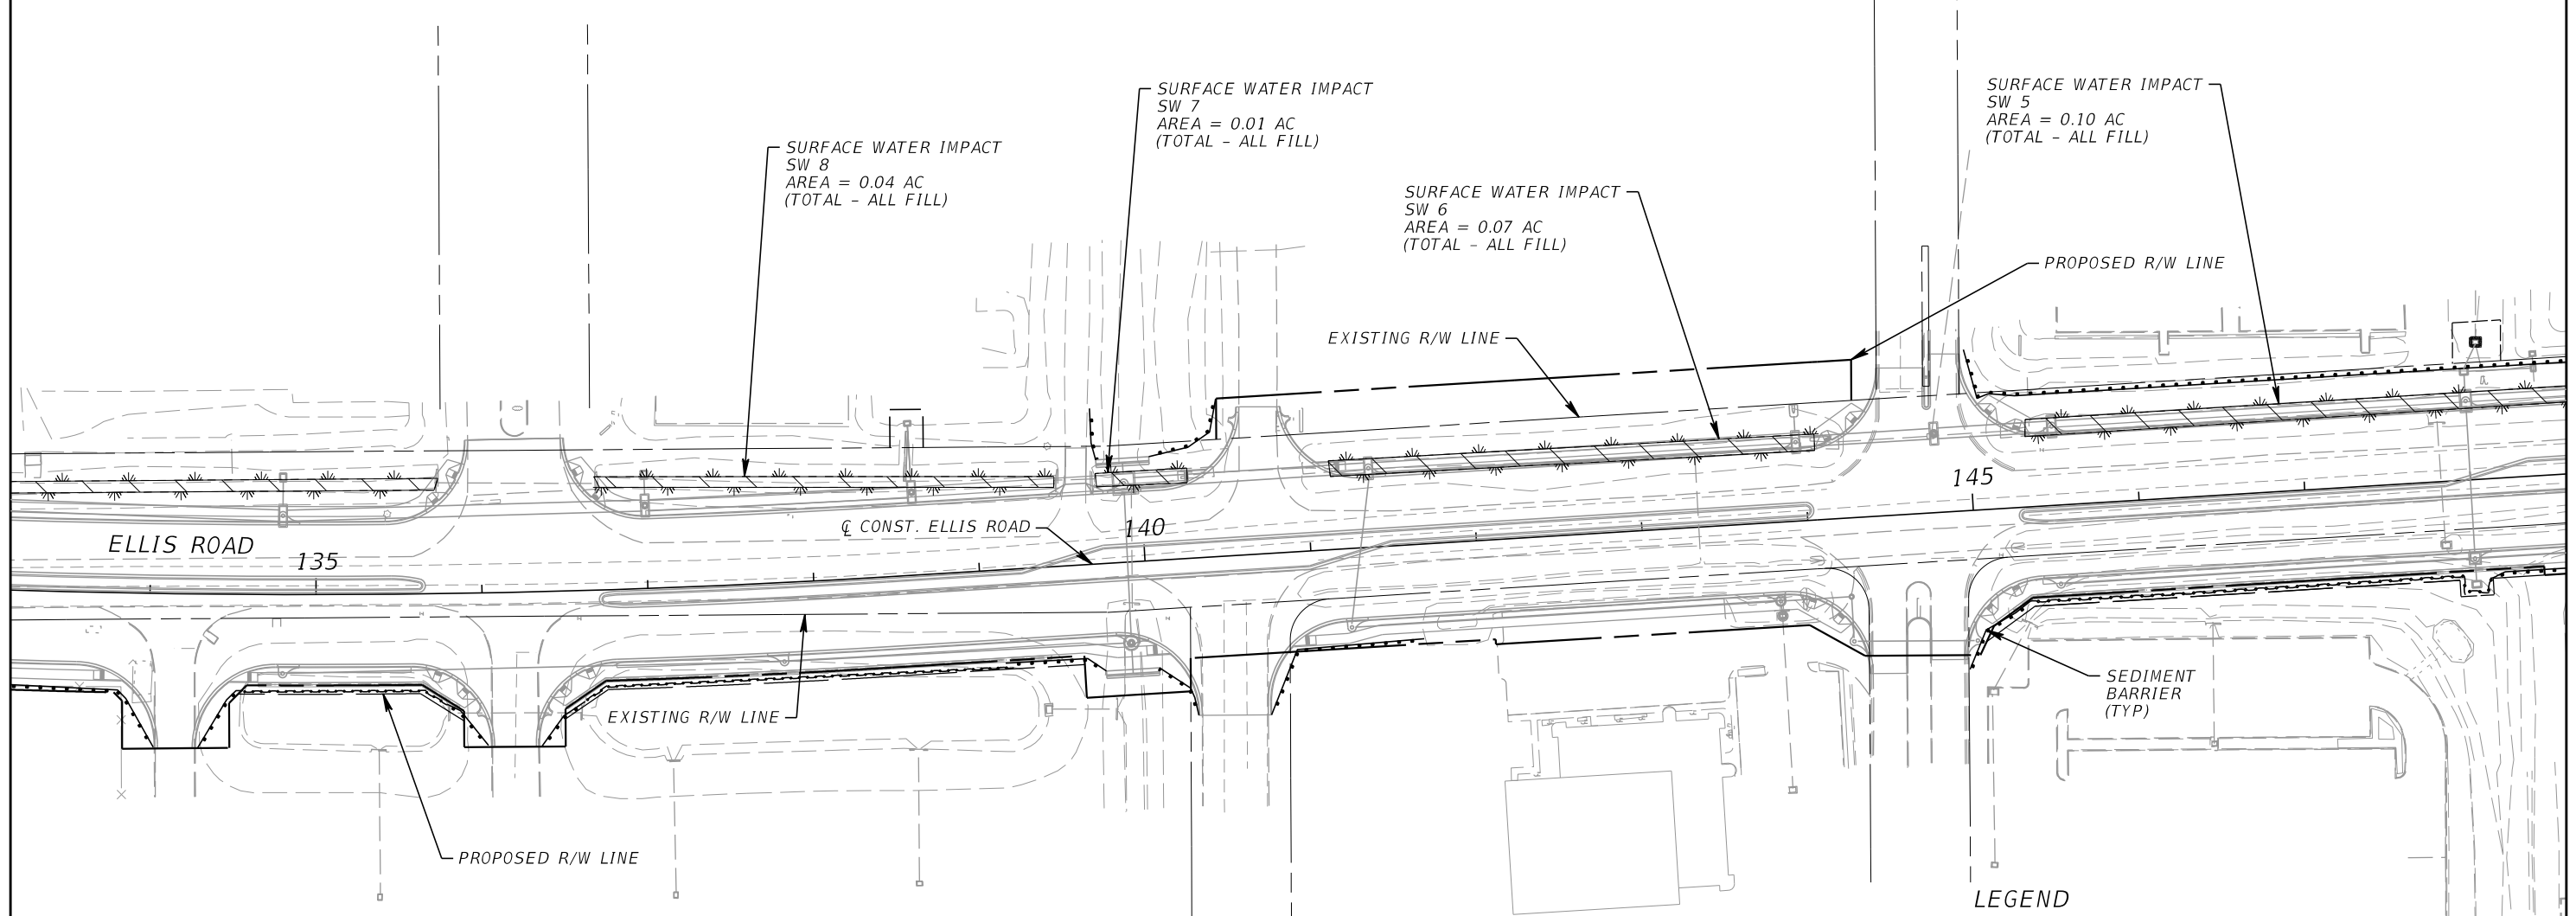 SURFACE WATER IMPACT
SW 8
AREA = 0.04 AC
(TOTAL - ALL FILL)
SURFACE WATER IMPACT
SW 7
AREA = 0.01 AC
(TOTAL - ALL FILL)
SURFACE WATER IMPACT
SW 6
AREA = 0.07 AC
(TOTAL - ALL FILL)
SURFACE WATER IMPACT
SW 5
AREA = 0.10 AC
(TOTAL - ALL FILL)
PROPOSED R/W LINE
EXISTING R/W LINE
145
℄ CONST. ELLIS ROAD
140
ELLIS ROAD
135
EXISTING R/W LINE
SEDIMENT
BARRIER
(TYP)
PROPOSED R/W LINE
LEGEND